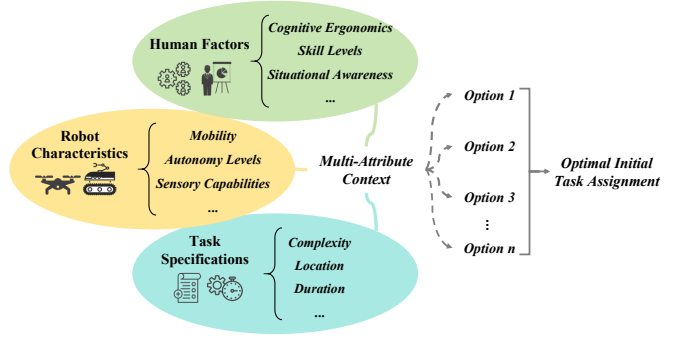 Human Factors
Cognitive Ergonomics
Skill Levels
Situational Awareness
...
Robot
Characteristics
Mobility
Autonomy Levels
Sensory Capabilities
...
Task
Specifications
Complexity
Location
Duration
...
Multi-Attribute
Context
Option 1
Option 2
Option 3
...
Option n
Optimal Initial
Task Assignment